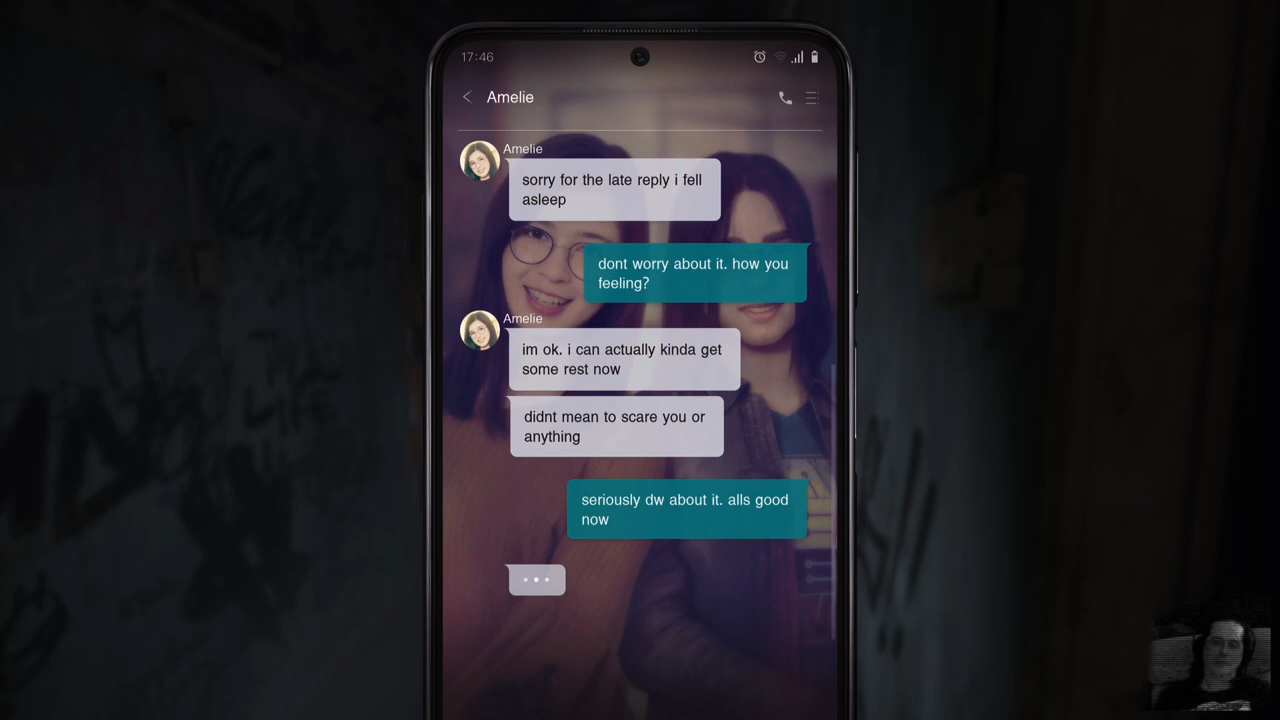 17:46
Amelie
Amelie
sorry for the late reply i fell
asleep
dont worry about it. how you
feeling?
Amelie
im ok. i can actually kinda get
some rest now
didnt mean to scare you or
anything
seriously dw about it. alls good
now